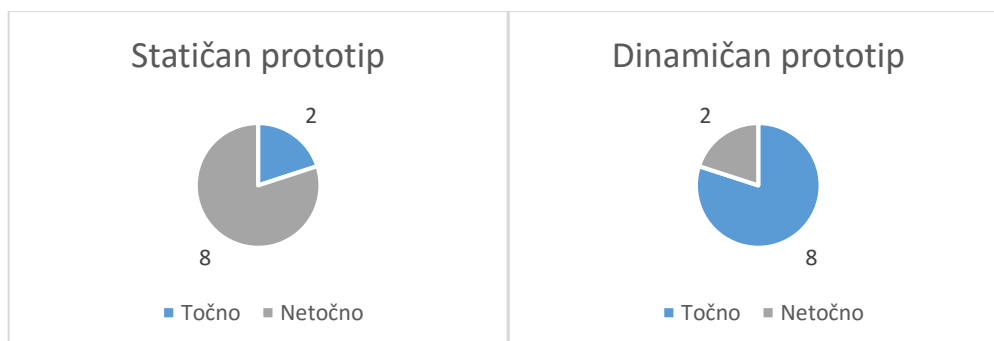 Statičan prototip
2
8
Točno Netočno
Dinamičan prototip
2
8
Točno Netočno